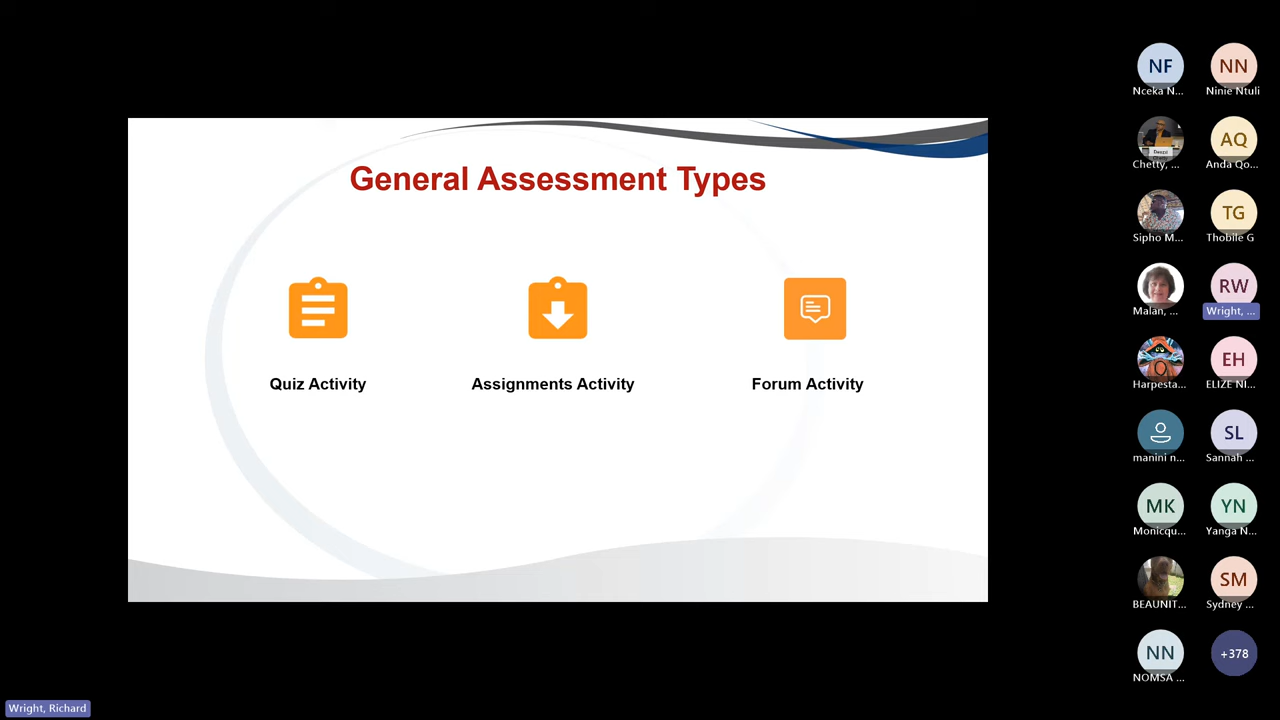 General Assessment Types
Quiz Activity
Assignments Activity
Forum Activity
NF
NN
Nceka N...
Ninie Ntuli
AQ
Chetty, ...
Anda Qo...
TG
Sipho M...
Thobile G
RW
Malan, ...
Wright, ...
EH
Harpesta...
ELIZE NI...
SL
manini n...
Sannah ...
MK
YN
Monicqu...
Yanga N...
SM
BEAUNIT...
Sydney ...
NN
+378
NOMSA ...
Wright, Richard